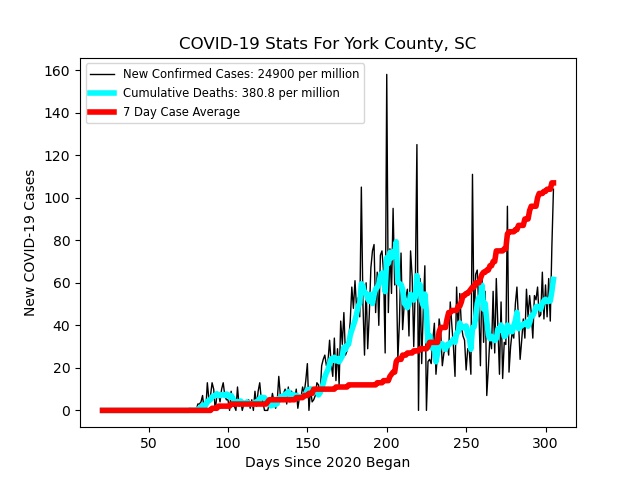 COVID-19 Stats For York County, SC
New Confirmed Cases: 24900 per million
Cumulative Deaths: 380.8 per million
7 Day Case Average
160
140
120
100
80
60
40
20
0
New COVID-19 Cases
50 100 150 200 250 300
Days Since 2020 Began